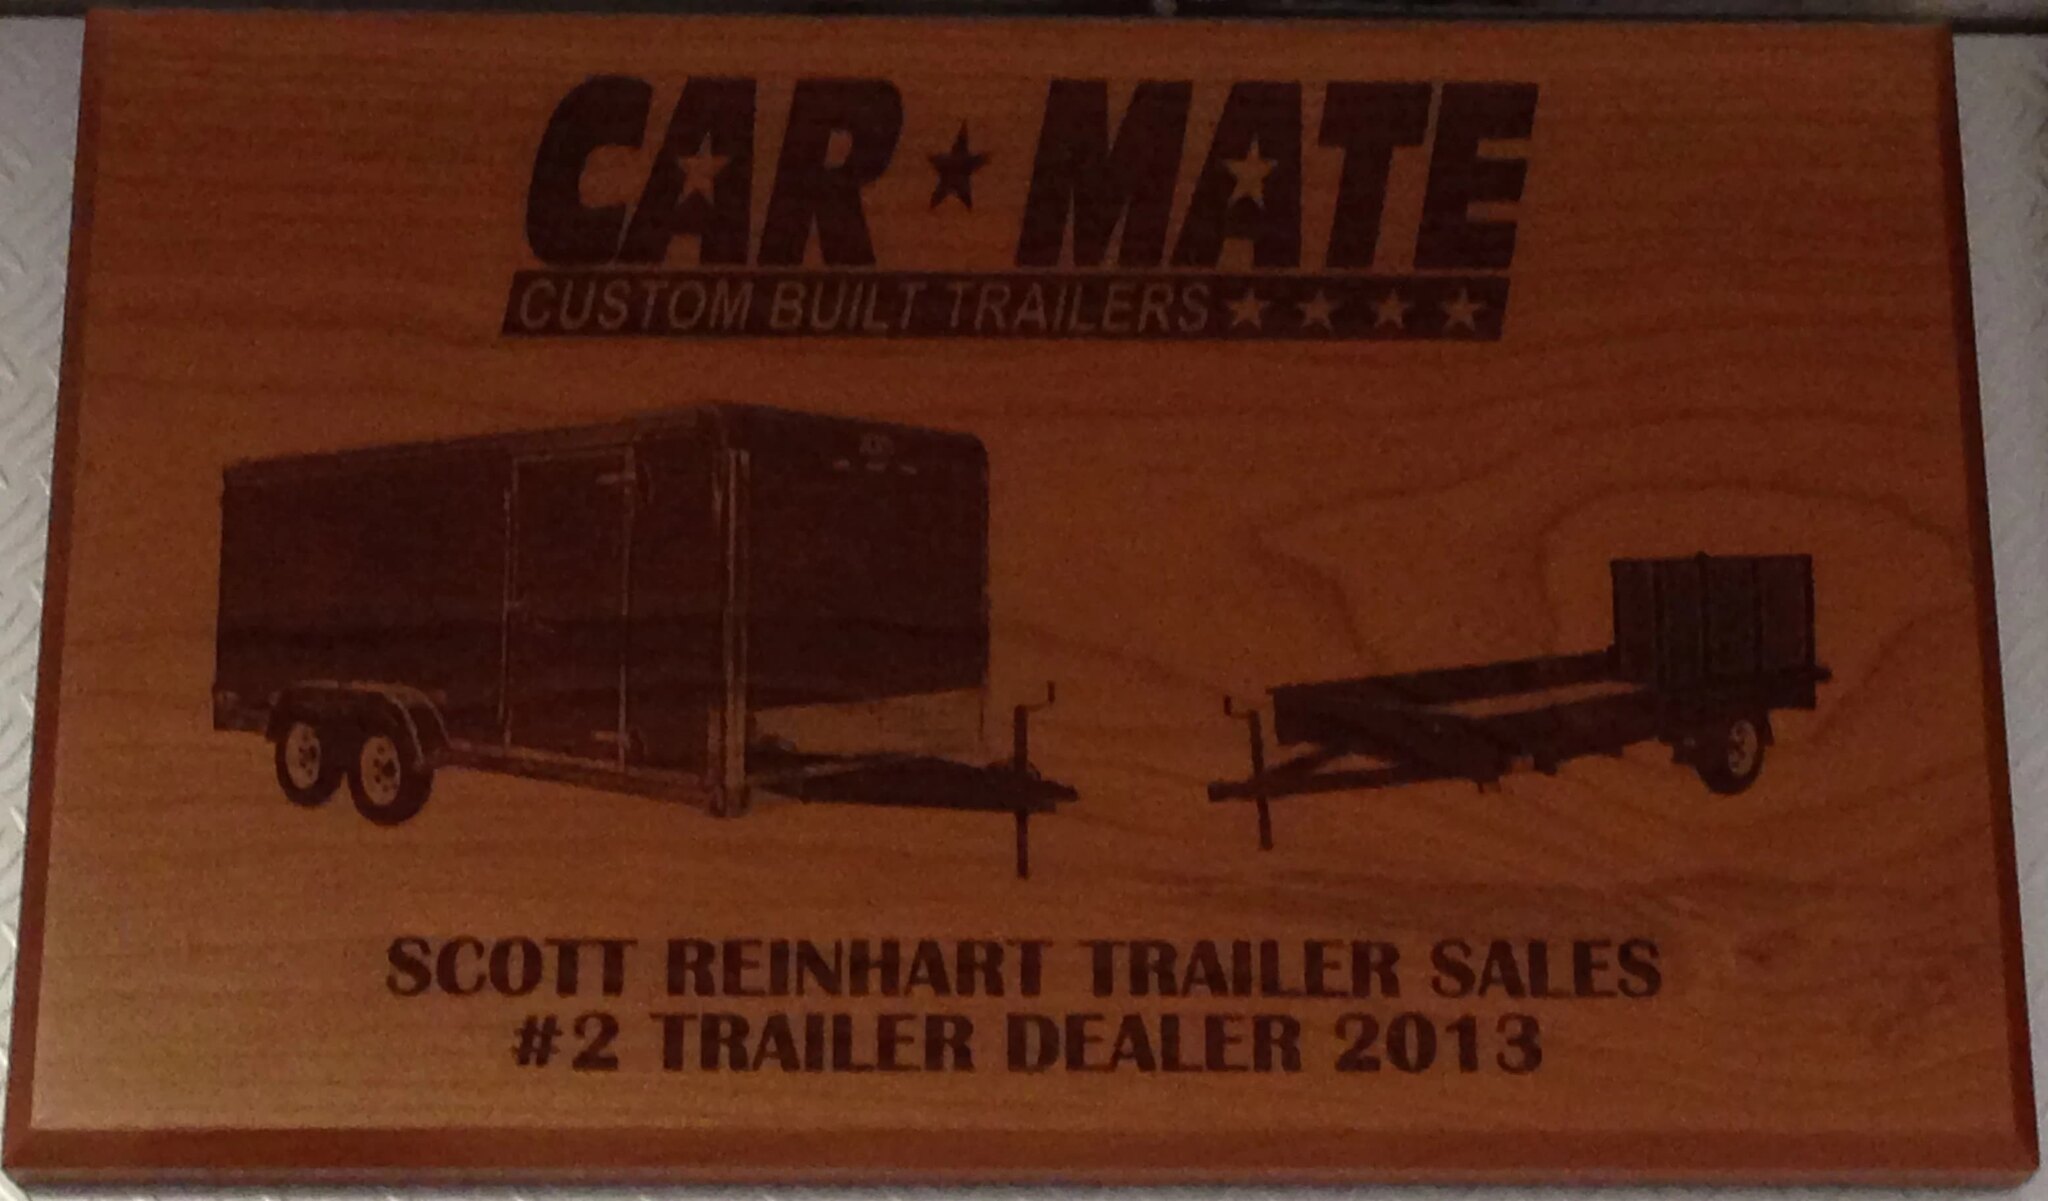 CAR★MATE
CUSTOM BUILT TRAILERS★★★★
SCOTT REINHART TRAILER SALES
#2 TRAILER DEALER 2013